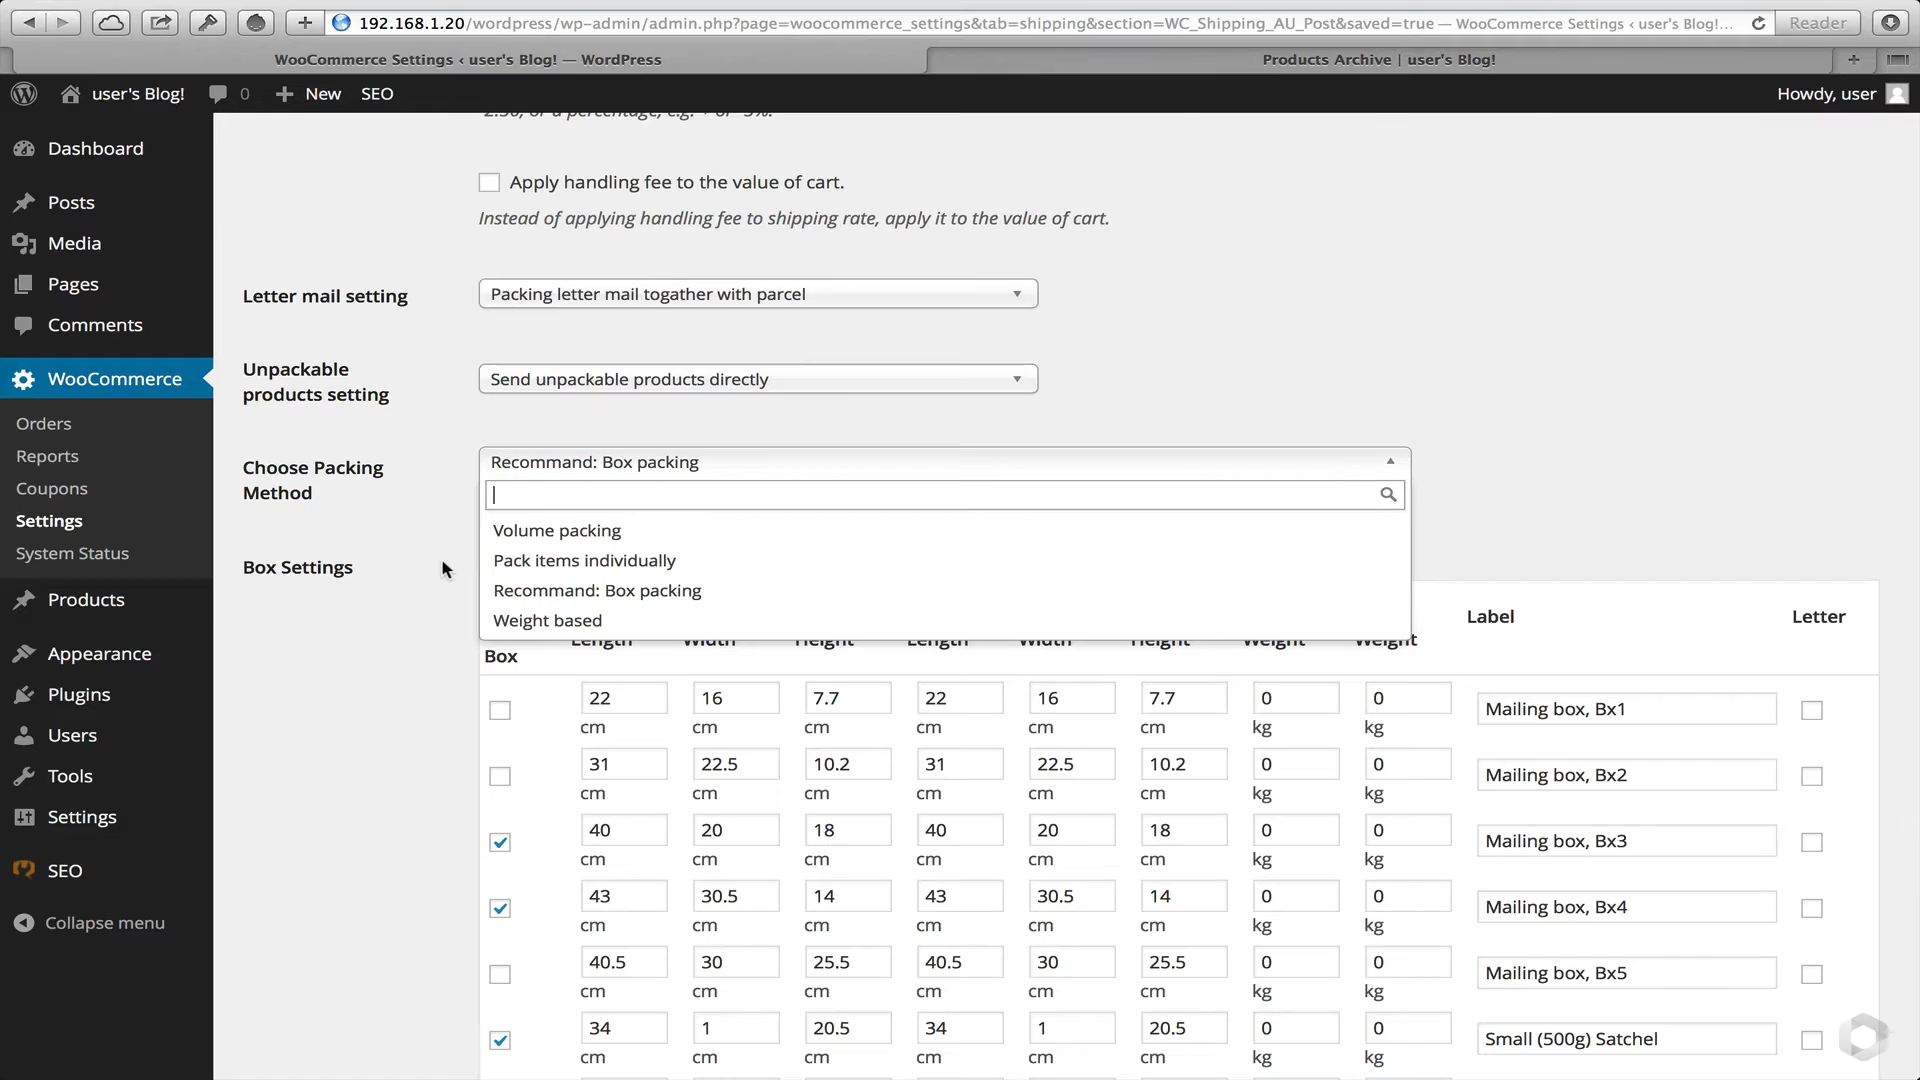 192.168.1.20/wordpress/wp-admin/admin.php?page=woocommerce_settings&tab=shipping&section=WC_Shipping_AU_Post&saved=true — WooCommerce Settings ‹ user's Blog!...
Reader
WooCommerce Settings ‹ user's Blog! — WordPress
Products Archive | user's Blog!
user's Blog!
0
New
SEO
Howdy, user
Dashboard
Posts
Media
Pages
Comments
WooCommerce
Orders
Reports
Coupons
Settings
System Status
Products
Appearance
Plugins
Users
Tools
Settings
SEO
Collapse menu
Apply handling fee to the value of cart.
Instead of applying handling fee to shipping rate, apply it to the value of cart.
Letter mail setting
Packing letter mail togather with parcel
Unpackable
products setting
Send unpackable products directly
Choose Packing
Method
Recommand: Box packing
Volume packing
Pack items individually
Recommand: Box packing
Weight based
Box Settings
Box
Length Width Height Length Width Height Weight Weight
Label
Letter
22 16 7.7 22 16 7.7 0 0
cm cm cm cm cm cm kg kg
Mailing box, Bx1
31 22.5 10.2 31 22.5 10.2 0 0
cm cm cm cm cm cm kg kg
Mailing box, Bx2
40 20 18 40 20 18 0 0
cm cm cm cm cm cm kg kg
Mailing box, Bx3
43 30.5 14 43 30.5 14 0 0
cm cm cm cm cm cm kg kg
Mailing box, Bx4
40.5 30 25.5 40.5 30 25.5 0 0
cm cm cm cm cm cm kg kg
Mailing box, Bx5
34 1 20.5 34 1 20.5 0 0
cm cm cm cm cm cm kg kg
Small (500g) Satchel